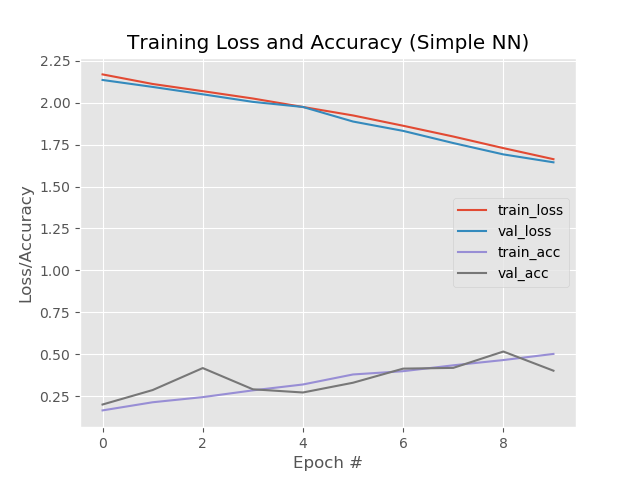 Training Loss and Accuracy (Simple NN)
Loss/Accuracy
2.25
2.00
1.75
1.50
1.25
1.00
0.75
0.50
0.25
train_loss
val_loss
train_acc
val_acc
0 2 4 6 8
Epoch #